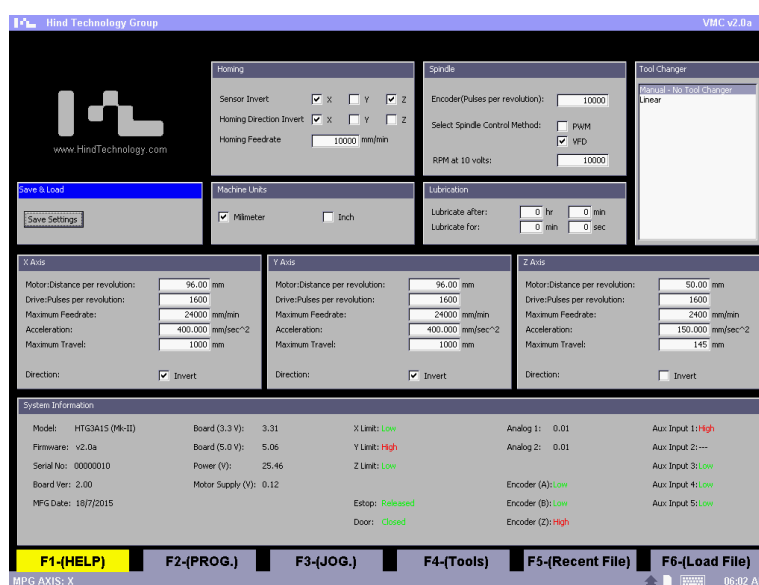 Hind Technology Group VMC v2.0a
www.HindTechnology.com
Homing
Sensor Invert X Y Z
Homing Direction Invert X Y Z
Homing Feedrate 10000 mm/min
Spindle
Encoder(Pulses per revolution): 10000
Select Spindle Control Method: PWM
VFD
RPM at 10 volts: 10000
Tool Changer
Manual - No Tool Changer
Linear
Save & Load
Save Settings
Machine Units
Milimeter Inch
Lubrication
Lubricate after: 0 hr 0 min
Lubricate for: 0 min 0 sec
X Axis
Motor:Distance per revolution: 96.00 mm
Drive:Pulses per revolution: 1600
Maximum Feedrate: 24000 mm/min
Acceleration: 400.000 mm/sec^2
Maximum Travel: 1000 mm
Direction: Invert
Y Axis
Motor:Distance per revolution: 96.00 mm
Drive:Pulses per revolution: 1600
Maximum Feedrate: 24000 mm/min
Acceleration: 400.000 mm/sec^2
Maximum Travel: 1000 mm
Direction: Invert
Z Axis
Motor:Distance per revolution: 50.00 mm
Drive:Pulses per revolution: 1600
Maximum Feedrate: 2400 mm/min
Acceleration: 150.000 mm/sec^2
Maximum Travel: 145 mm
Direction: Invert
System Information
Model: HTG3A1S (Mk-II) Board (3.3 V): 3.31 X Limit: Low Analog 1: 0.01 Aux Input 1: High
Firmware: v2.0a Board (5.0 V): 5.06 Y Limit: High Analog 2: 0.01 Aux Input 2: ---
Serial No: 00000010 Power (V): 25.46 Z Limit: Low Aux Input 3: Low
Board Ver: 2.00 Motor Supply (V): 0.12 Encoder (A): Low Aux Input 4: Low
MFG Date: 18/7/2015 Estop: Released Encoder (B): Low Aux Input 5: Low
Door: Closed Encoder (Z): High
F1-(HELP) F2-(PROG.) F3-(JOG.) F4-(Tools) F5-(Recent File) F6-(Load File)
MPG AXIS: X 06:02 A